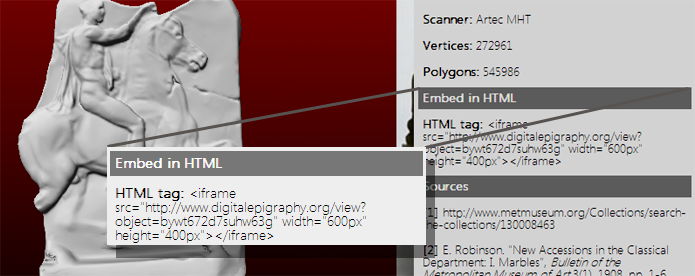 Scanner: Artec MHT
Vertices: 272961
Polygons: 545986
Embed in HTML
HTML tag: <iframe
src="http://www.digitalepigraphy.org/view?
object=bywt672d7suhw63g" width="600px"
height="400px"></iframe>
Sources
[1] http://www.metmuseum.org/Collections/search-
the-collections/130008463
[2] E. Robinson. "New Accessions in the Classical
Department: I. Marbles", Bulletin of the
Metropolitan Museum of Art 3(1), 1908, pp. 1-6
Embed in HTML
HTML tag: <iframe
src="http://www.digitalepigraphy.org/view?
object=bywt672d7suhw63g" width="600px"
height="400px"></iframe>